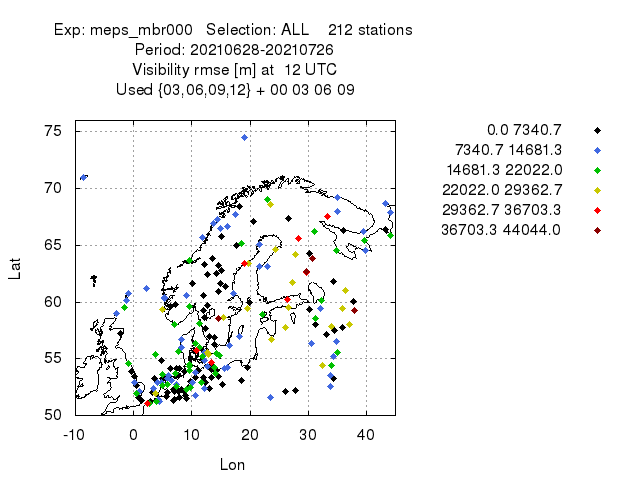 Exp: meps_mbr000 Selection: ALL 212 stations
Period: 20210628-20210726
Visibility rmse [m] at 12 UTC
Used {03,06,09,12} + 00 03 06 09
0.0 7340.7
7340.7 14681.3
14681.3 22022.0
22022.0 29362.7
29362.7 36703.3
36703.3 44044.0
75
70
65
60
55
50
Lat
-10 0 10 20 30 40
Lon